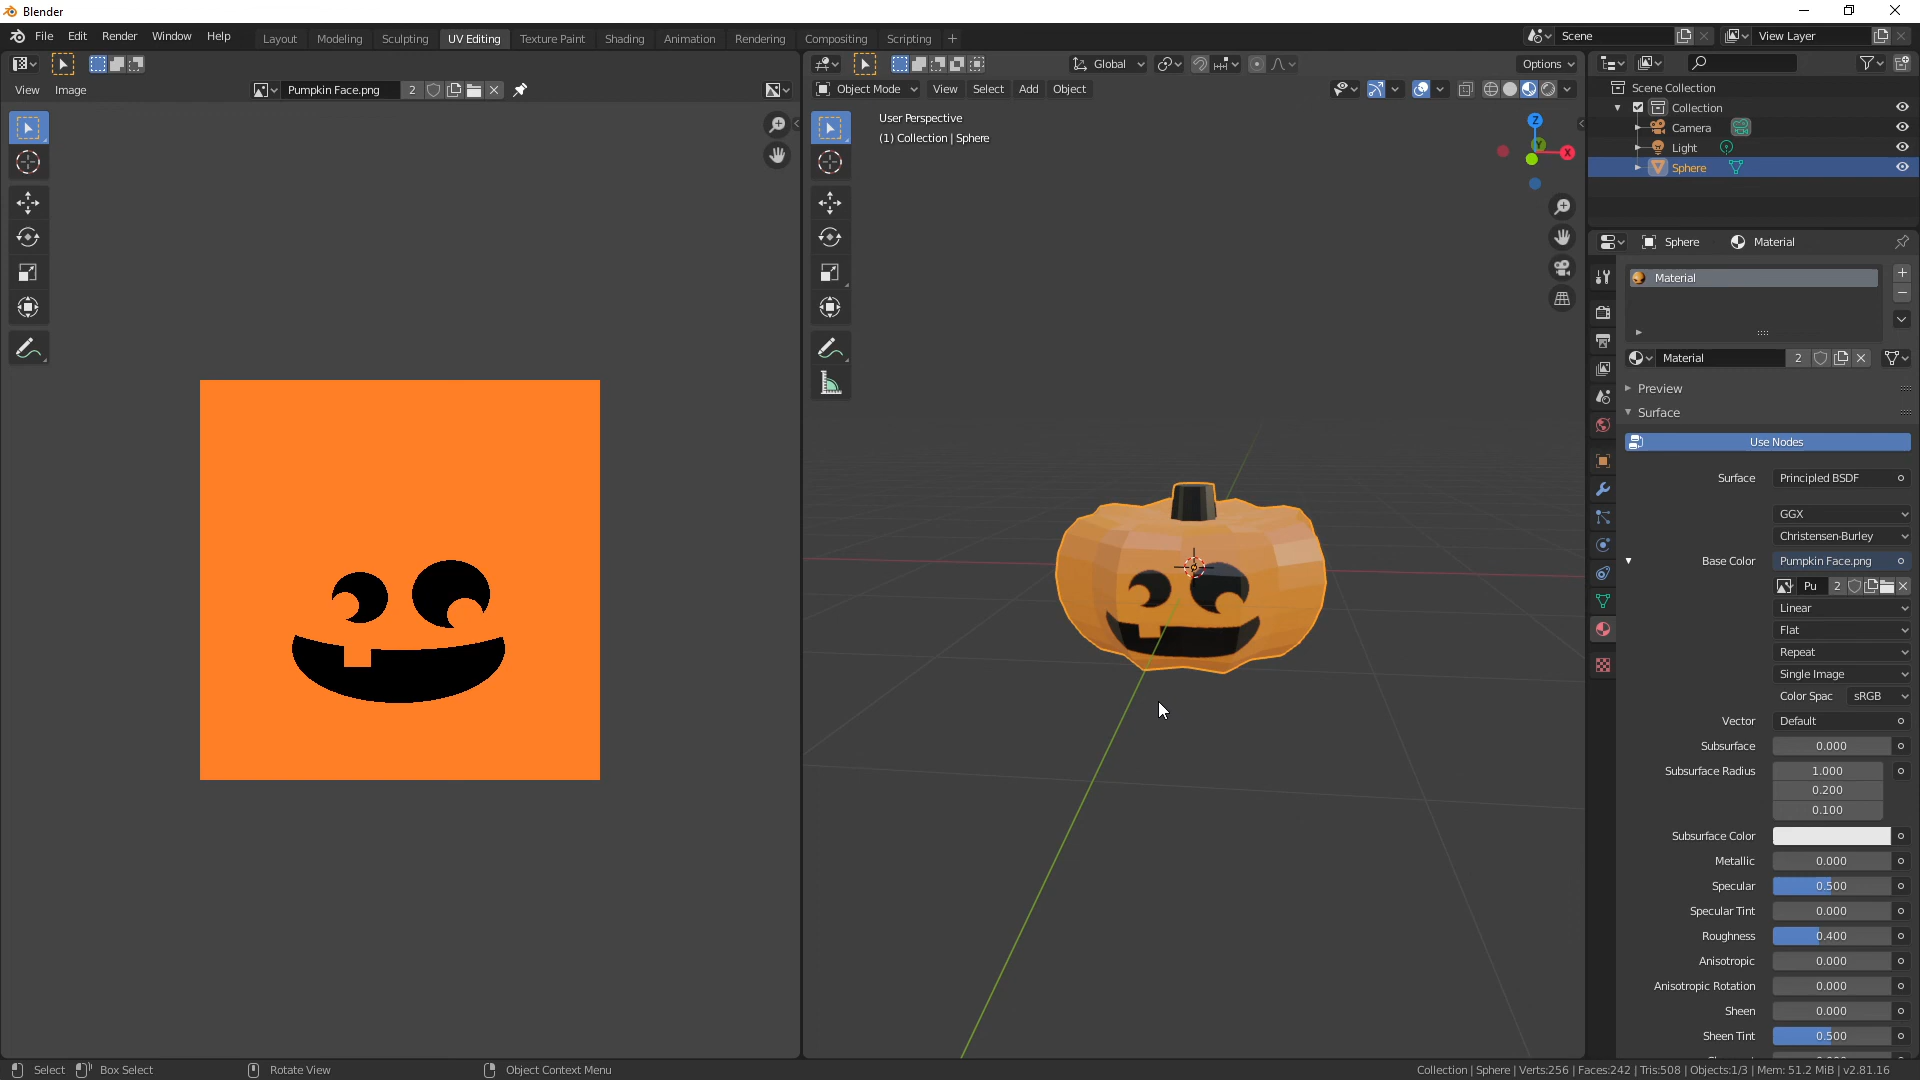 Blender
File Edit Render Window Help Layout Modeling Sculpting UV Editing Texture Paint Shading Animation Rendering Compositing Scripting + Scene View Layer
Global Options
View Image Pumpkin Face.png 2 Object Mode View Select Add Object
User Perspective
(1) Collection | Sphere
Z
Y
X
Scene Collection
Collection
Camera
Light
Sphere
Sphere Material
Material
Material 2
Preview
Surface
Use Nodes
Surface Principled BSDF
GGX
Christensen-Burley
Base Color Pumpkin Face.png
Pu 2
Linear
Flat
Repeat
Single Image
Color Spac sRGB
Vector Default
Subsurface 0.000
Subsurface Radius 1.000
0.200
0.100
Subsurface Color
Metallic 0.000
Specular 0.500
Specular Tint 0.000
Roughness 0.400
Anisotropic 0.000
Anisotropic Rotation 0.000
Sheen 0.000
Sheen Tint 0.500
Select Box Select Rotate View Object Context Menu Collection | Sphere | Verts:256 | Faces:242 | Tris:508 | Objects:1/3 | Mem: 51.2 MiB | v2.81.16